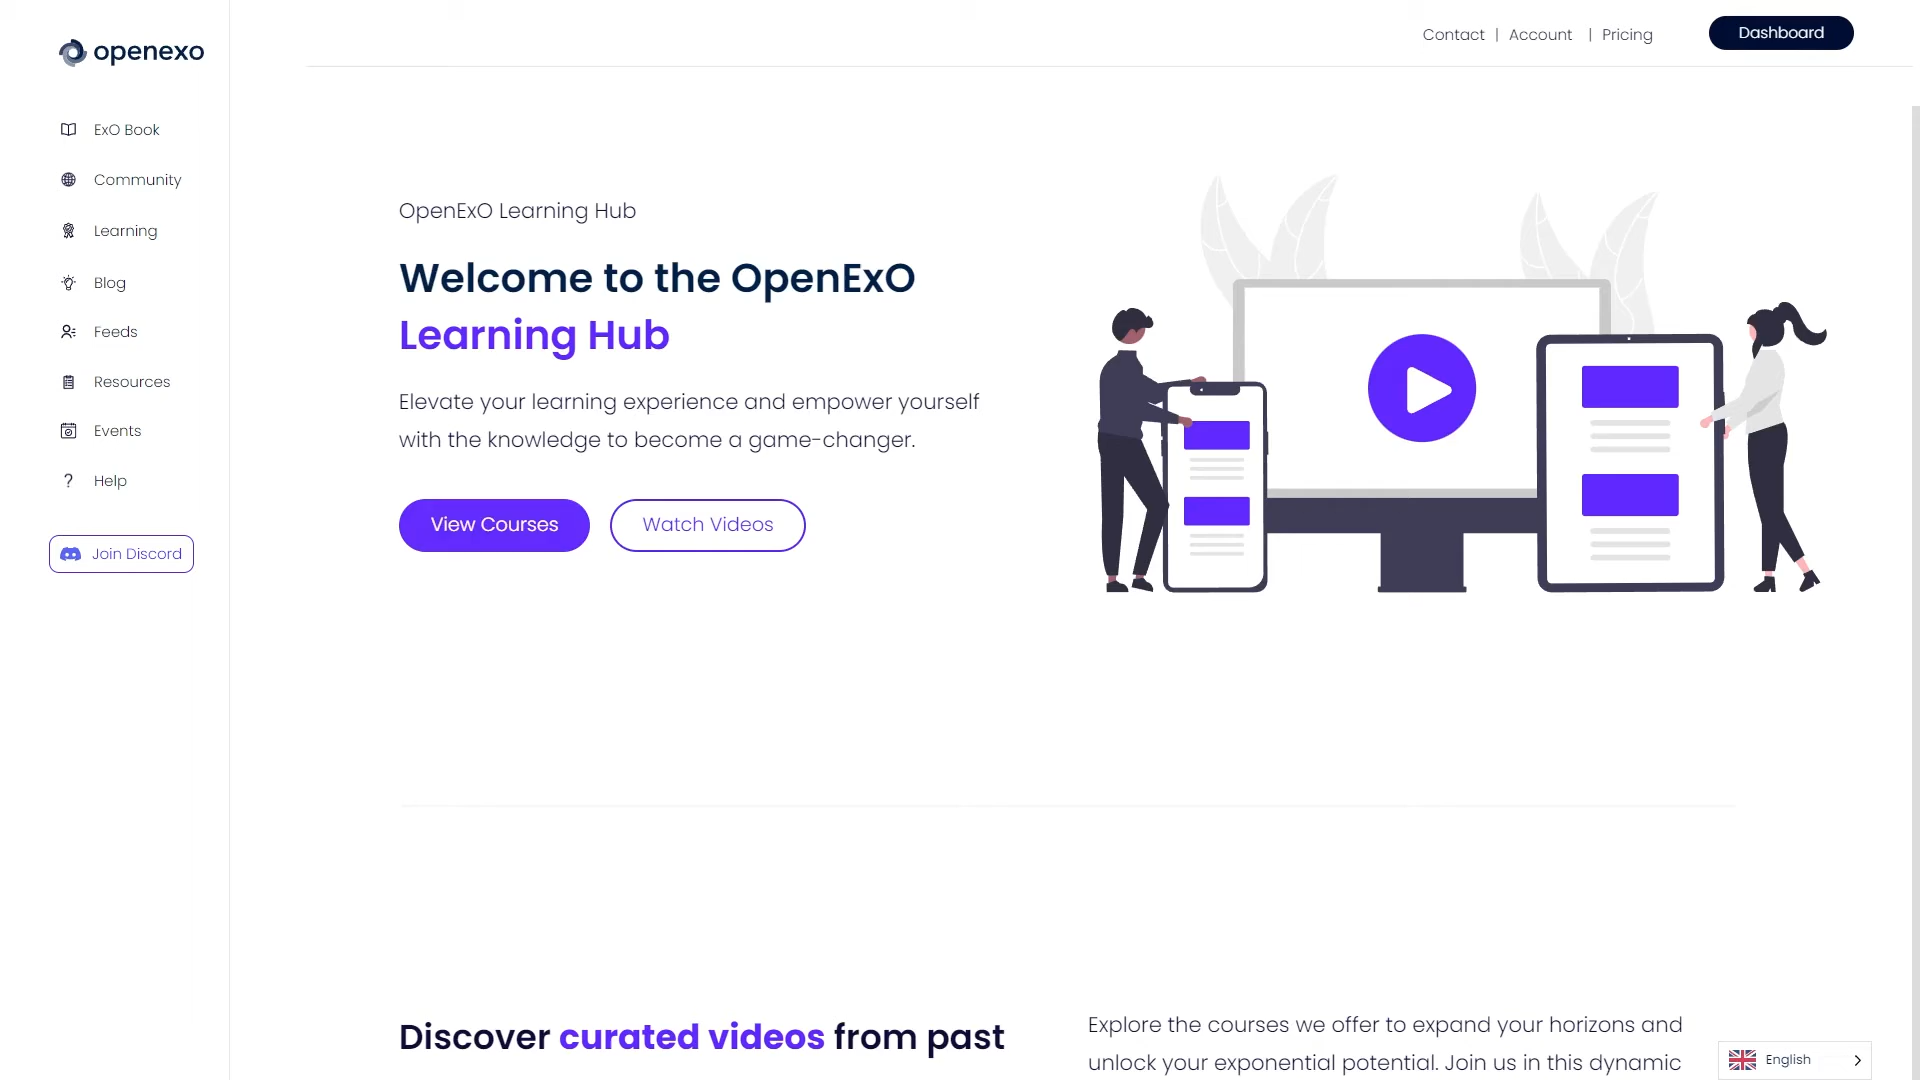 openexo
Contact | Account | Pricing
Dashboard
ExO Book
Community
Learning
Blog
Feeds
Resources
Events
Help
Join Discord
OpenExO Learning Hub
Welcome to the OpenExO
Learning Hub
Elevate your learning experience and empower yourself
with the knowledge to become a game-changer.
View Courses
Watch Videos
Discover curated videos from past
Explore the courses we offer to expand your horizons and
unlock your exponential potential. Join us in this dynamic
English